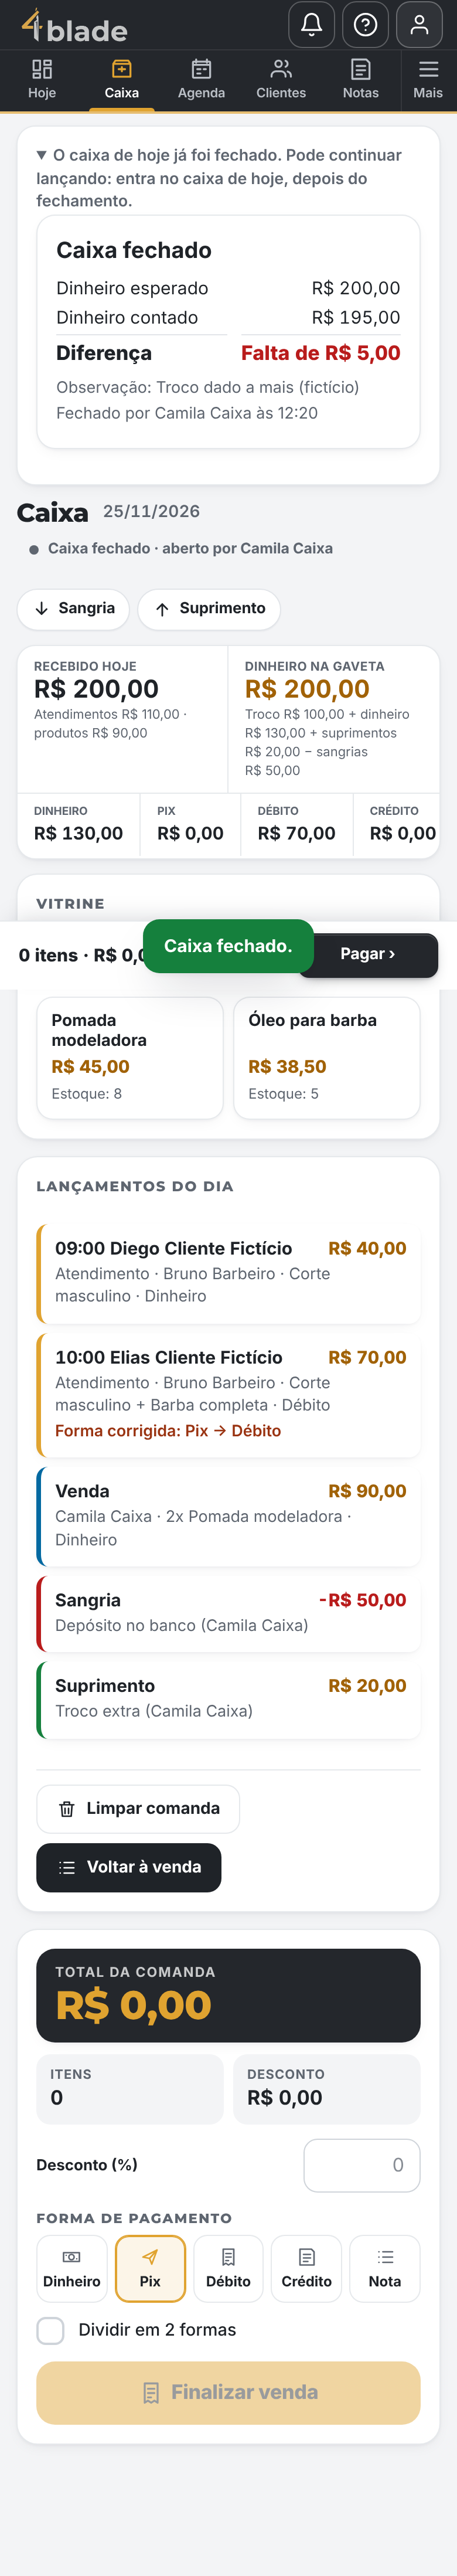 4blade
Hoje
Caixa
Agenda
Clientes
Notas
Mais
▼ O caixa de hoje já foi fechado. Pode continuar
lançando: entra no caixa de hoje, depois do
fechamento.
Caixa fechado
Dinheiro esperado R$ 200,00
Dinheiro contado R$ 195,00
Diferença Falta de R$ 5,00
Observação: Troco dado a mais (fictício)
Fechado por Camila Caixa às 12:20
Caixa 25/11/2026
● Caixa fechado · aberto por Camila Caixa
↓ Sangria
↑ Suprimento
RECEBIDO HOJE
R$ 200,00
Atendimentos R$ 110,00 ·
produtos R$ 90,00
DINHEIRO NA GAVETA
R$ 200,00
Troco R$ 100,00 + dinheiro
R$ 130,00 + suprimentos
R$ 20,00 − sangrias
R$ 50,00
DINHEIRO
R$ 130,00
PIX
R$ 0,00
DÉBITO
R$ 70,00
CRÉDITO
R$ 0,00
VITRINE
0 itens · R$ 0,0
Caixa fechado.
Pagar ›
Pomada
modeladora
R$ 45,00
Estoque: 8
Óleo para barba
R$ 38,50
Estoque: 5
LANÇAMENTOS DO DIA
09:00 Diego Cliente Fictício R$ 40,00
Atendimento · Bruno Barbeiro · Corte
masculino · Dinheiro
10:00 Elias Cliente Fictício R$ 70,00
Atendimento · Bruno Barbeiro · Corte
masculino + Barba completa · Débito
Forma corrigida: Pix → Débito
Venda R$ 90,00
Camila Caixa · 2x Pomada modeladora ·
Dinheiro
Sangria -R$ 50,00
Depósito no banco (Camila Caixa)
Suprimento R$ 20,00
Troco extra (Camila Caixa)
Limpar comanda
Voltar à venda
TOTAL DA COMANDA
R$ 0,00
ITENS
0
DESCONTO
R$ 0,00
Desconto (%) 0
FORMA DE PAGAMENTO
Dinheiro
Pix
Débito
Crédito
Nota
Dividir em 2 formas
Finalizar venda